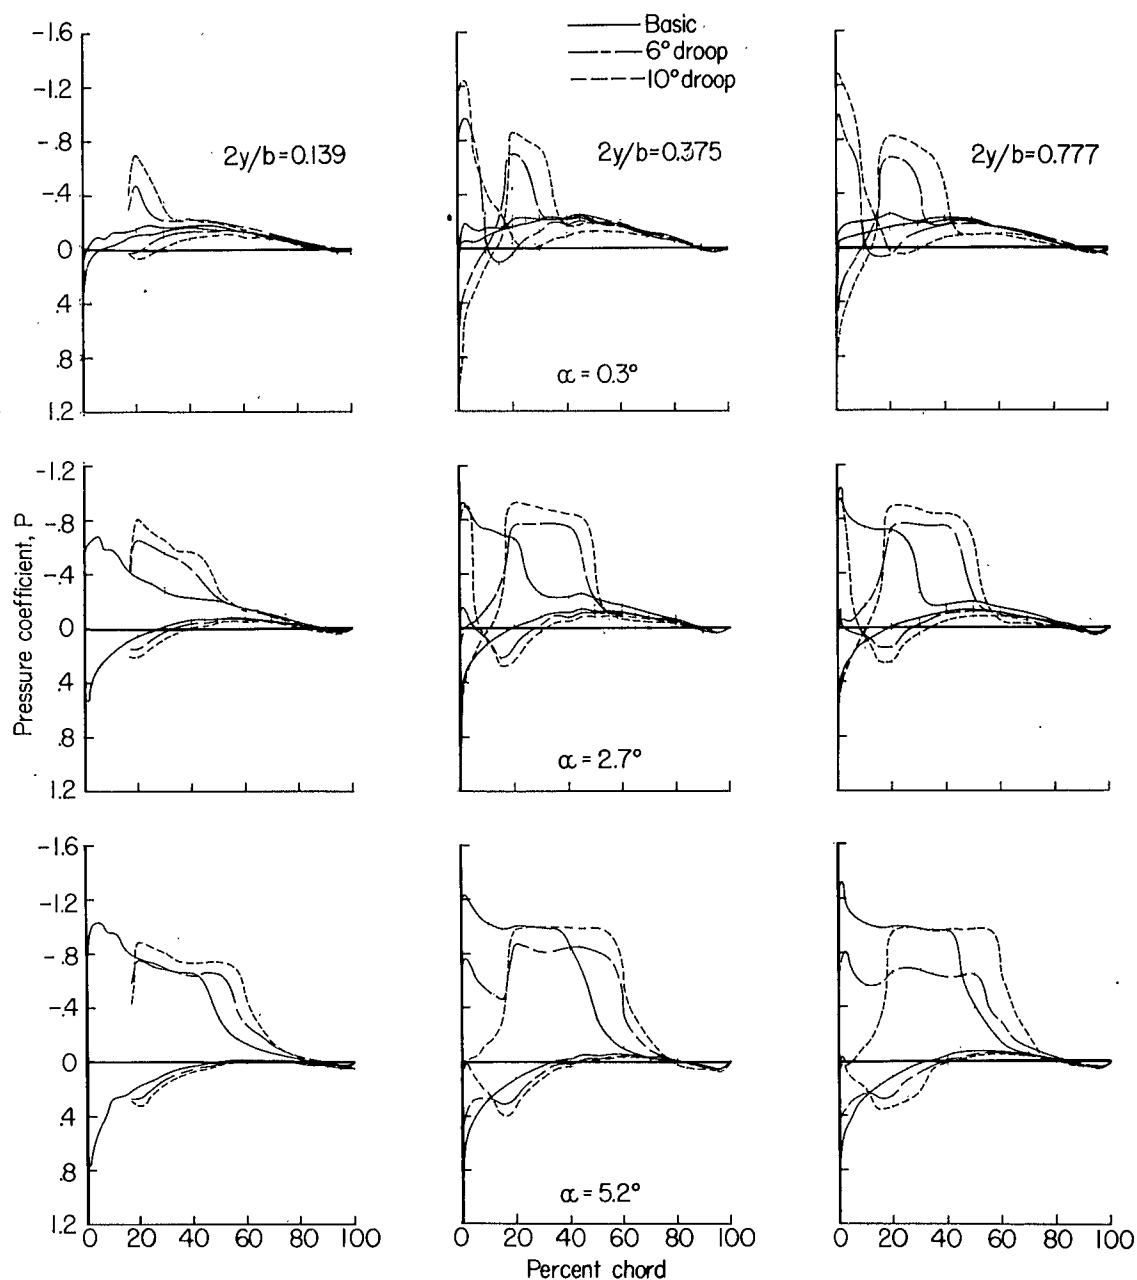 Basic
6° droop
10° droop
-1.6
-1.2
-.8
-.4
0
.4
.8
1.2
2y/b=0.139
2y/b=0.375
2y/b=0.777
α = 0.3°
-1.2
-.8
-.4
0
.4
.8
1.2
Pressure coefficient, P
α = 2.7°
-1.6
-1.2
-.8
-.4
0
.4
.8
1.2
α = 5.2°
0 20 40 60 80 100
0 20 40 60 80 100
0 20 40 60 80 100
Percent chord